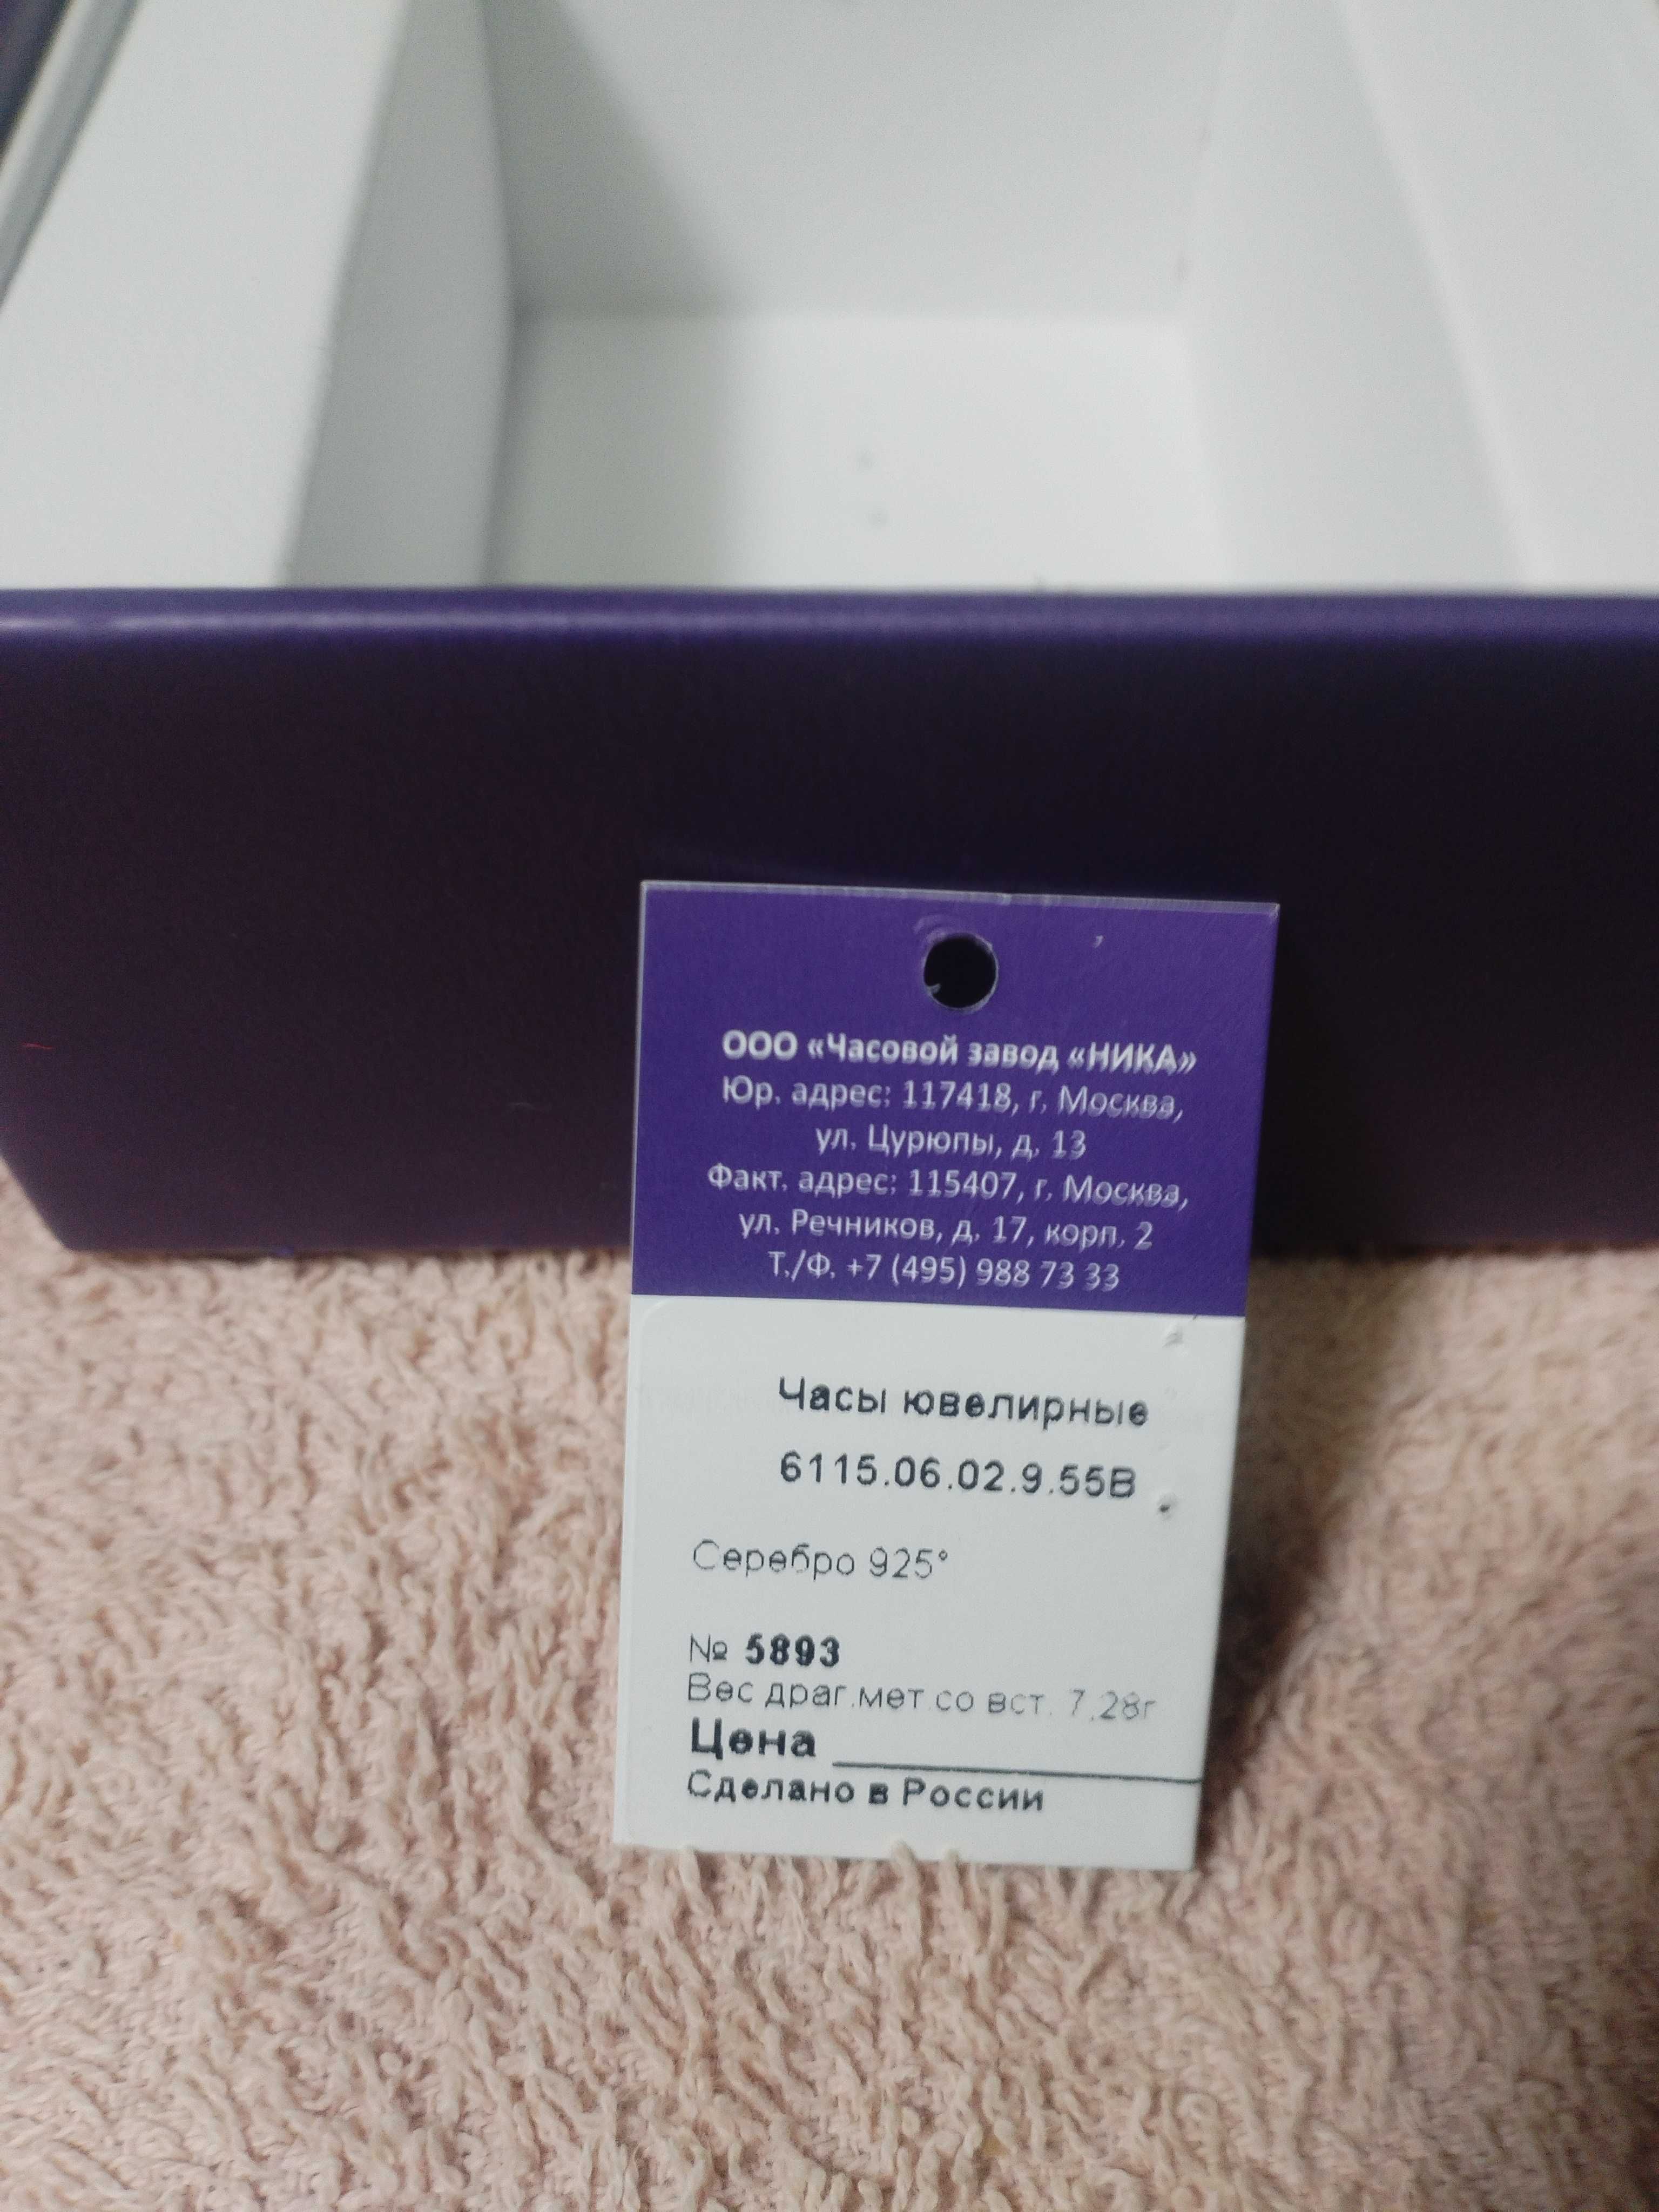 ООО «Часовой завод «НИКА»
Юр. адрес: 117418, г. Москва,
ул. Цурюпы, д. 13
Факт. адрес: 115407, г. Москва,
ул. Речников, д. 17, корп. 2
Т./Ф. +7 (495) 988 73 33
Часы ювелирные
6115.06.02.9.55В
Серебро 925°
№ 5893
Вес драг.мет.со вст. 7,28г
Цена ____________
Сделано в России